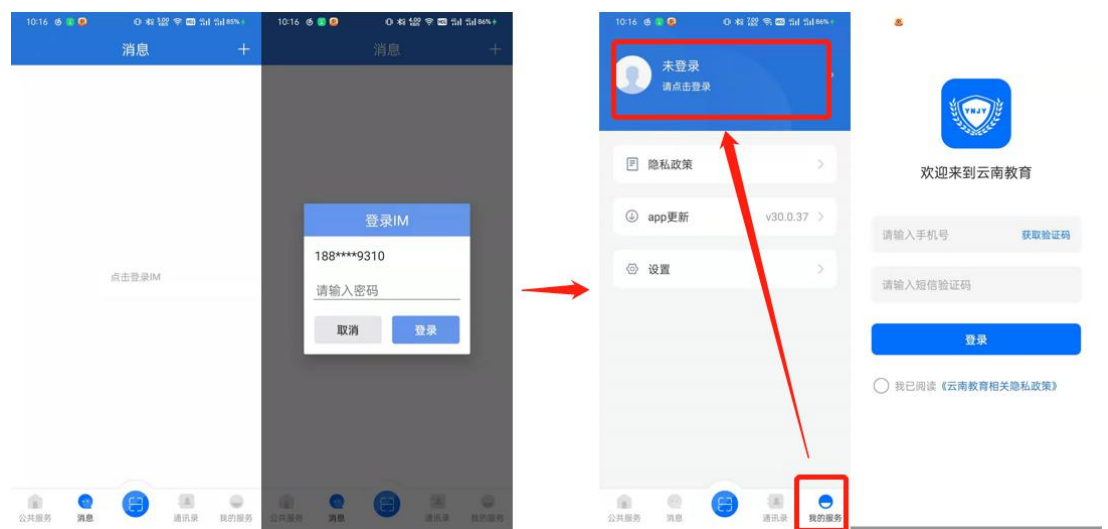 10:16
85%
消息
+
点击登录IM
公共服务
消息
通讯录
我的服务
10:16
86%
消息
+
登录IM
188****9310
请输入密码
取消
登录
公共服务
消息
通讯录
我的服务
10:16
86%
未登录
请点击登录
隐私政策
app更新
v30.0.37
设置
公共服务
消息
通讯录
我的服务
YNJY
欢迎来到云南教育
请输入手机号
获取验证码
请输入短信验证码
登录
我已阅读《云南教育相关隐私政策》